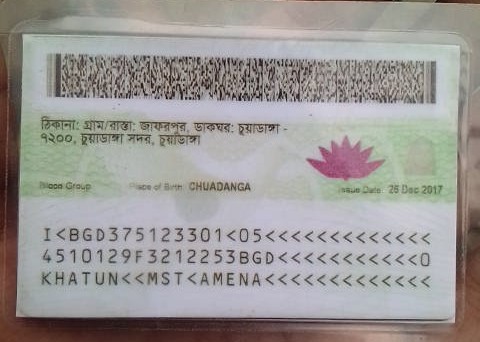 ঠিকানা: গ্রাম/রাস্তা: জাফরপুর, ডাকঘর: চুয়াডাঙ্গা -
৭২০০, চুয়াডাঙ্গা সদর, চুয়াডাঙ্গা
Blood Group Place of Birth: CHUADANGA Issue Date: 26 Dec 2017
I<BGD375123301<05<<<<<<<<<<<<<
4510129F3212253BGD<<<<<<<<<<<0
KHATUN<<MST<AMENA<<<<<<<<<<<<<